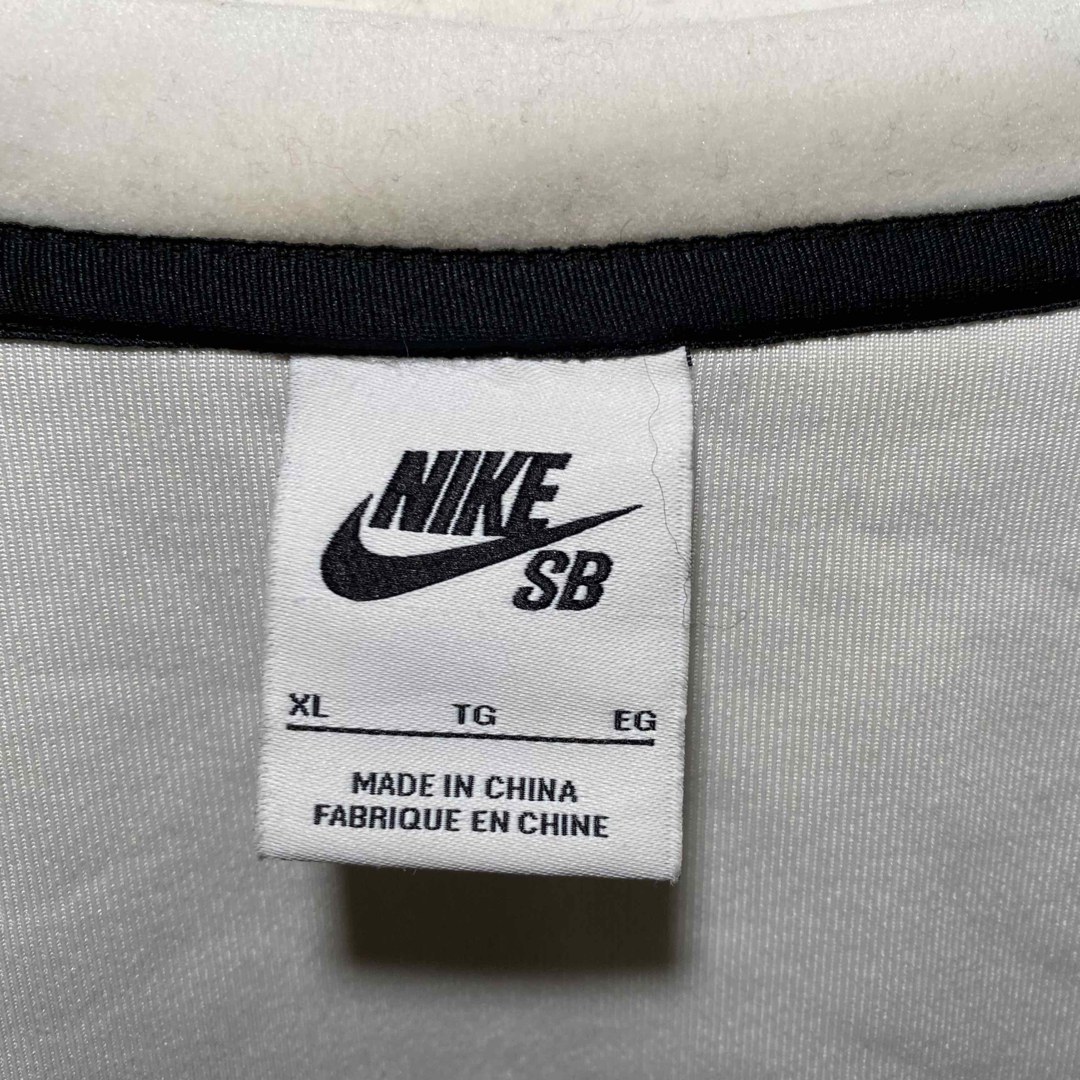 NIKE
SB
XL TG EG
MADE IN CHINA
FABRIQUE EN CHINE